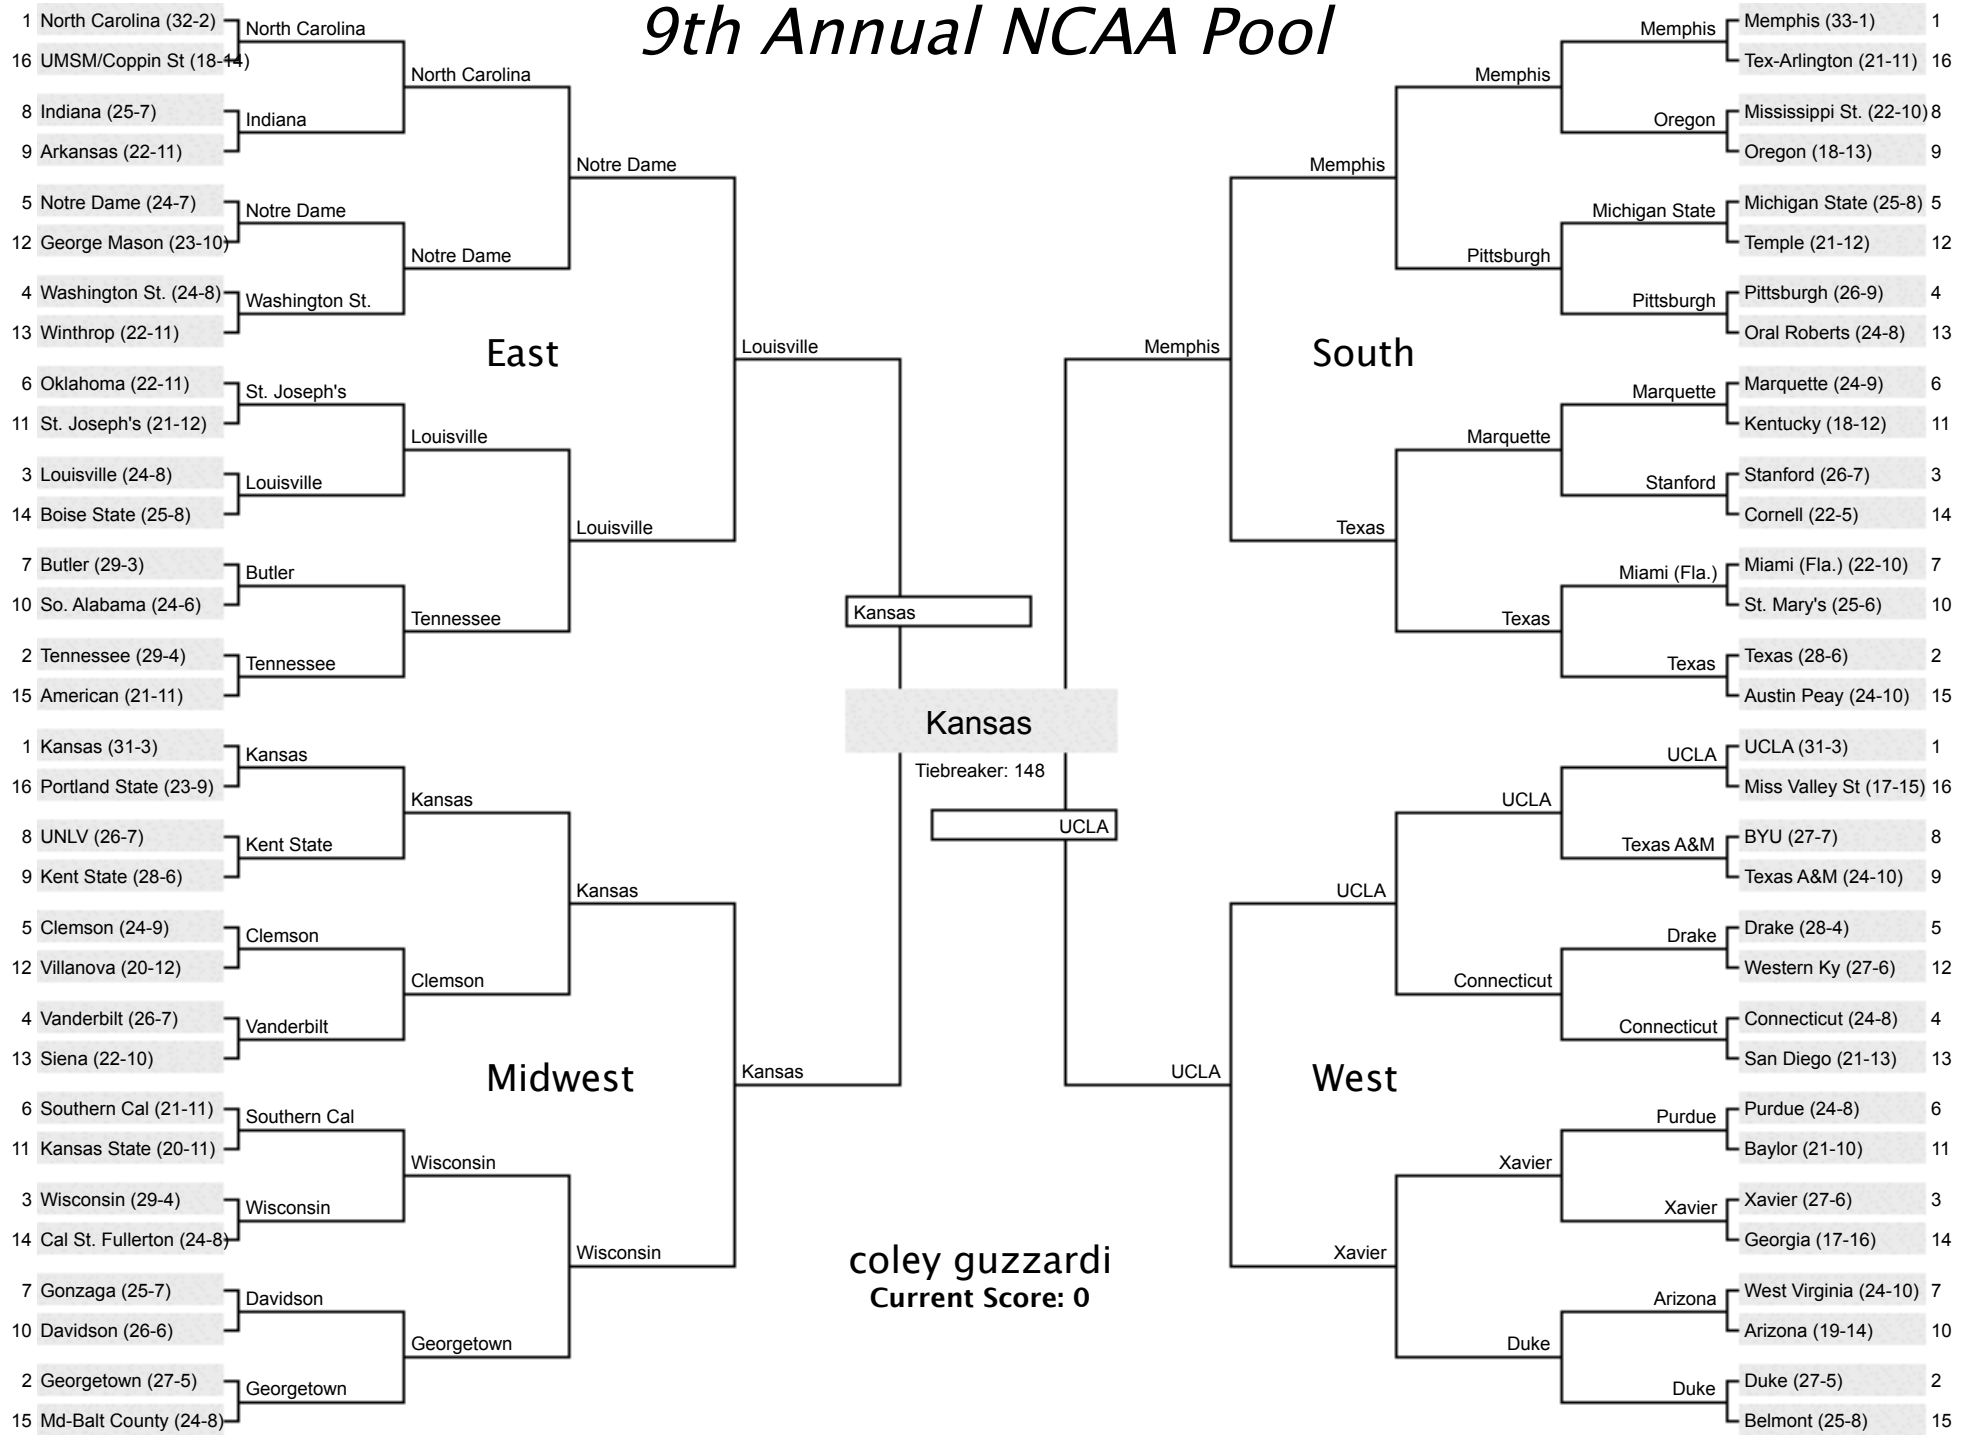 9th Annual NCAA Pool
1 North Carolina (32-2)
16 UMSM/Coppin St (18-14)
8 Indiana (25-7)
9 Arkansas (22-11)
5 Notre Dame (24-7)
12 George Mason (23-10)
4 Washington St. (24-8)
13 Winthrop (22-11)
6 Oklahoma (22-11)
11 St. Joseph's (21-12)
3 Louisville (24-8)
14 Boise State (25-8)
7 Butler (29-3)
10 So. Alabama (24-6)
2 Tennessee (29-4)
15 American (21-11)
North Carolina
Indiana
Notre Dame
Washington St.
St. Joseph's
Louisville
Butler
Tennessee
North Carolina
Notre Dame
Louisville
Tennessee
Notre Dame
Louisville
Louisville
East
1 Kansas (31-3)
16 Portland State (23-9)
8 UNLV (26-7)
9 Kent State (28-6)
5 Clemson (24-9)
12 Villanova (20-12)
4 Vanderbilt (26-7)
13 Siena (22-10)
6 Southern Cal (21-11)
11 Kansas State (20-11)
3 Wisconsin (29-4)
14 Cal St. Fullerton (24-8)
7 Gonzaga (25-7)
10 Davidson (26-6)
2 Georgetown (27-5)
15 Md-Balt County (24-8)
Kansas
Kent State
Clemson
Vanderbilt
Southern Cal
Wisconsin
Davidson
Georgetown
Kansas
Clemson
Wisconsin
Georgetown
Kansas
Wisconsin
Kansas
Midwest
Kansas
Kansas
Tiebreaker: 148
UCLA
coley guzzardi
Current Score: 0
Memphis (33-1) 1
Tex-Arlington (21-11) 16
Mississippi St. (22-10) 8
Oregon (18-13) 9
Michigan State (25-8) 5
Temple (21-12) 12
Pittsburgh (26-9) 4
Oral Roberts (24-8) 13
Marquette (24-9) 6
Kentucky (18-12) 11
Stanford (26-7) 3
Cornell (22-5) 14
Miami (Fla.) (22-10) 7
St. Mary's (25-6) 10
Texas (28-6) 2
Austin Peay (24-10) 15
Memphis
Oregon
Michigan State
Pittsburgh
Marquette
Stanford
Miami (Fla.)
Texas
Memphis
Pittsburgh
Marquette
Texas
Memphis
Texas
Memphis
South
UCLA (31-3) 1
Miss Valley St (17-15) 16
BYU (27-7) 8
Texas A&M (24-10) 9
Drake (28-4) 5
Western Ky (27-6) 12
Connecticut (24-8) 4
San Diego (21-13) 13
Purdue (24-8) 6
Baylor (21-10) 11
Xavier (27-6) 3
Georgia (17-16) 14
West Virginia (24-10) 7
Arizona (19-14) 10
Duke (27-5) 2
Belmont (25-8) 15
UCLA
Texas A&M
Drake
Connecticut
Purdue
Xavier
Arizona
Duke
UCLA
Connecticut
Xavier
Duke
UCLA
Xavier
UCLA
West